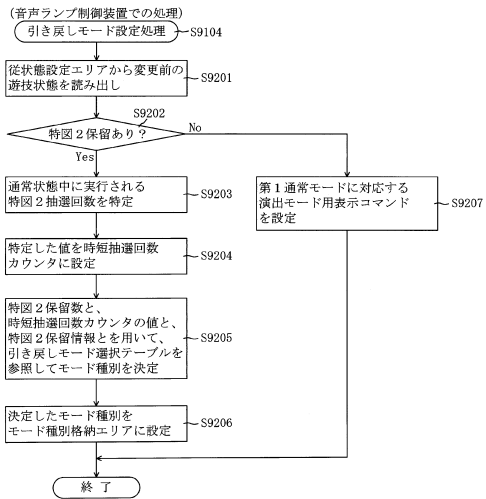 (音声ランプ制御装置での処理)
引き戻しモード設定処理
S9104
従状態設定エリアから変更前の
遊技状態を読み出し
S9201
S9202
特図2保留あり?
No
Yes
通常状態中に実行される
特図2抽選回数を特定
S9203
第1通常モードに対応する
演出モード用表示コマンド
を設定
S9207
特定した値を時短抽選回数
カウンタに設定
S9204
特図2保留数と、
時短抽選回数カウンタの値と、
特図2保留情報とを用いて、
引き戻しモード選択テーブルを
参照してモード種別を決定
S9205
決定したモード種別を
モード種別格納エリアに設定
S9206
終了